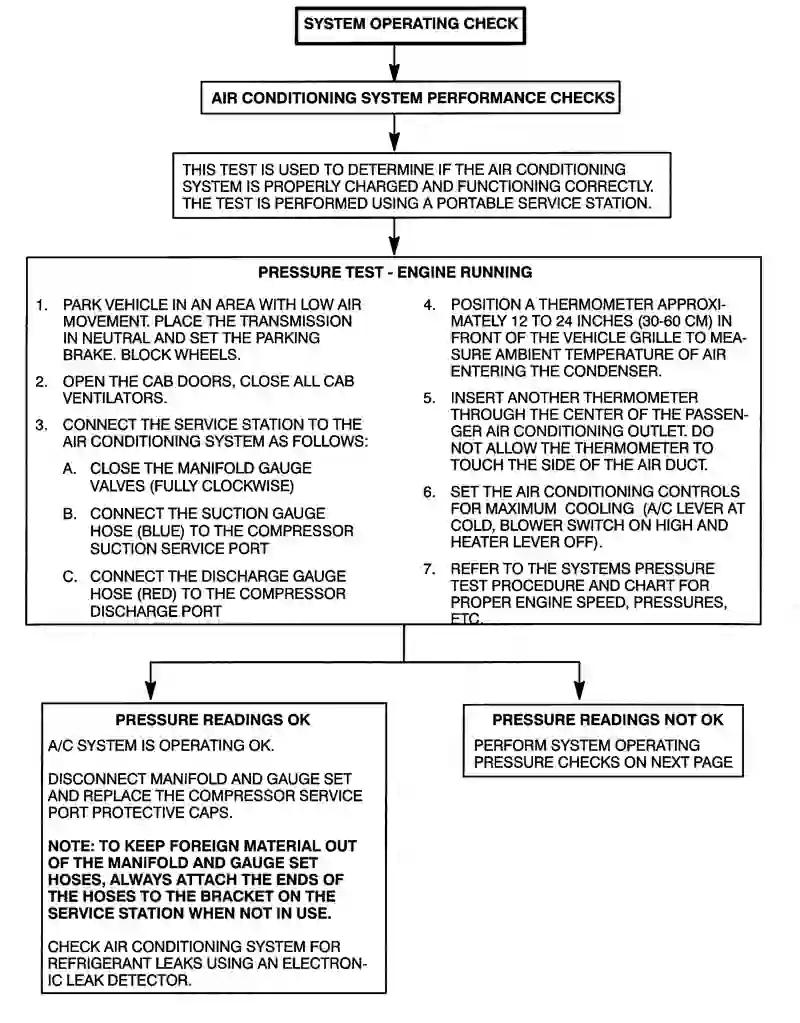 SYSTEM OPERATING CHECK
AIR CONDITIONING SYSTEM PERFORMANCE CHECKS
THIS TEST IS USED TO DETERMINE IF THE AIR CONDITIONING
SYSTEM IS PROPERLY CHARGED AND FUNCTIONING CORRECTLY.
THE TEST IS PERFORMED USING A PORTABLE SERVICE STATION.
PRESSURE TEST - ENGINE RUNNING
1. PARK VEHICLE IN AN AREA WITH LOW AIR
MOVEMENT. PLACE THE TRANSMISSION
IN NEUTRAL AND SET THE PARKING
BRAKE. BLOCK WHEELS.
2. OPEN THE CAB DOORS, CLOSE ALL CAB
VENTILATORS.
3. CONNECT THE SERVICE STATION TO THE
AIR CONDITIONING SYSTEM AS FOLLOWS:
A. CLOSE THE MANIFOLD GAUGE
VALVES (FULLY CLOCKWISE)
B. CONNECT THE SUCTION GAUGE
HOSE (BLUE) TO THE COMPRESSOR
SUCTION SERVICE PORT
C. CONNECT THE DISCHARGE GAUGE
HOSE (RED) TO THE COMPRESSOR
DISCHARGE PORT
4. POSITION A THERMOMETER APPROXI-
MATELY 12 TO 24 INCHES (30-60 CM) IN
FRONT OF THE VEHICLE GRILLE TO MEA-
SURE AMBIENT TEMPERATURE OF AIR
ENTERING THE CONDENSER.
5. INSERT ANOTHER THERMOMETER
THROUGH THE CENTER OF THE PASSEN-
GER AIR CONDITIONING OUTLET. DO
NOT ALLOW THE THERMOMETER TO
TOUCH THE SIDE OF THE AIR DUCT.
6. SET THE AIR CONDITIONING CONTROLS
FOR MAXIMUM COOLING (A/C LEVER AT
COLD, BLOWER SWITCH ON HIGH AND
HEATER LEVER OFF).
7. REFER TO THE SYSTEMS PRESSURE
TEST PROCEDURE AND CHART FOR
PROPER ENGINE SPEED, PRESSURES,
ETC.
PRESSURE READINGS OK
A/C SYSTEM IS OPERATING OK.
DISCONNECT MANIFOLD AND GAUGE SET
AND REPLACE THE COMPRESSOR SERVICE
PORT PROTECTIVE CAPS.
NOTE: TO KEEP FOREIGN MATERIAL OUT
OF THE MANIFOLD AND GAUGE SET
HOSES, ALWAYS ATTACH THE ENDS OF
THE HOSES TO THE BRACKET ON THE
SERVICE STATION WHEN NOT IN USE.
CHECK AIR CONDITIONING SYSTEM FOR
REFRIGERANT LEAKS USING AN ELECTRON-
IC LEAK DETECTOR.
PRESSURE READINGS NOT OK
PERFORM SYSTEM OPERATING
PRESSURE CHECKS ON NEXT PAGE